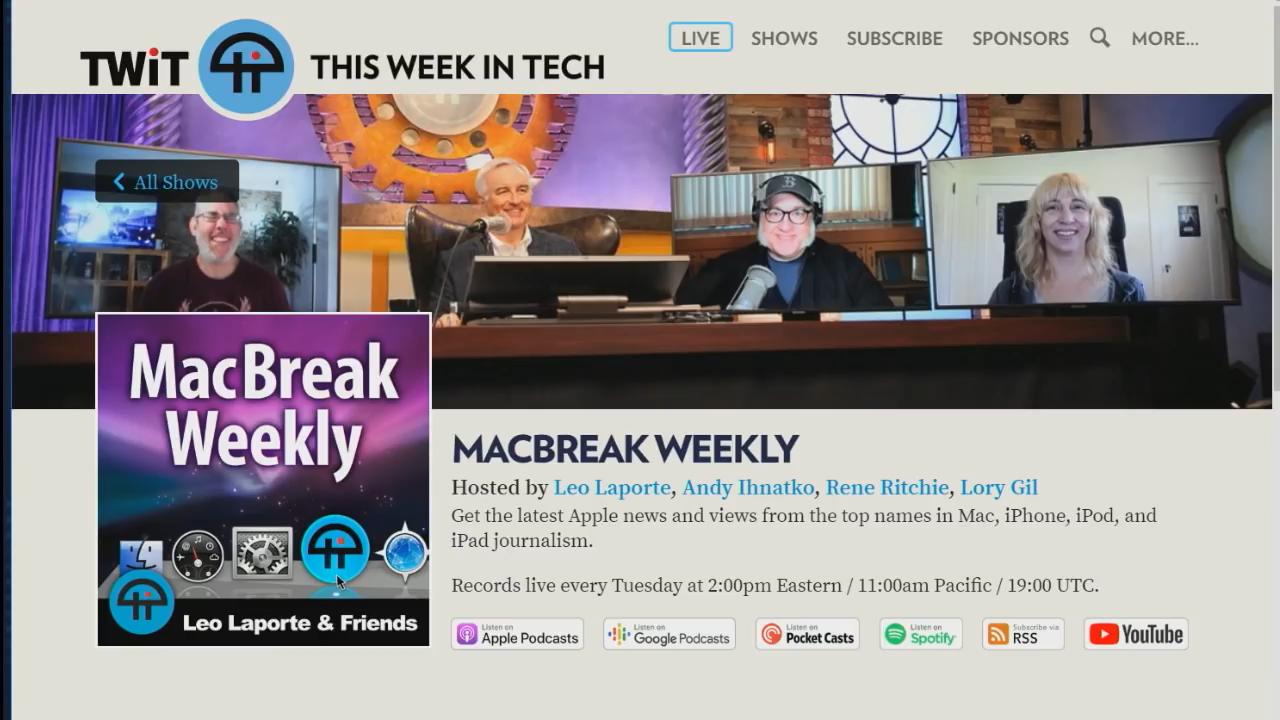 TWiT
THIS WEEK IN TECH
LIVE
SHOWS
SUBSCRIBE
SPONSORS
MORE...
All Shows
B
MacBreak
Weekly
Leo Laporte & Friends
MACBREAK WEEKLY
Hosted by Leo Laporte, Andy Ihnatko, Rene Ritchie, Lory Gil
Get the latest Apple news and views from the top names in Mac, iPhone, iPod, and
iPad journalism.
Records live every Tuesday at 2:00pm Eastern / 11:00am Pacific / 19:00 UTC.
Listen on
Apple Podcasts
Listen on
Google Podcasts
Listen on
Pocket Casts
Listen on
Spotify
Subscribe via
RSS
YouTube